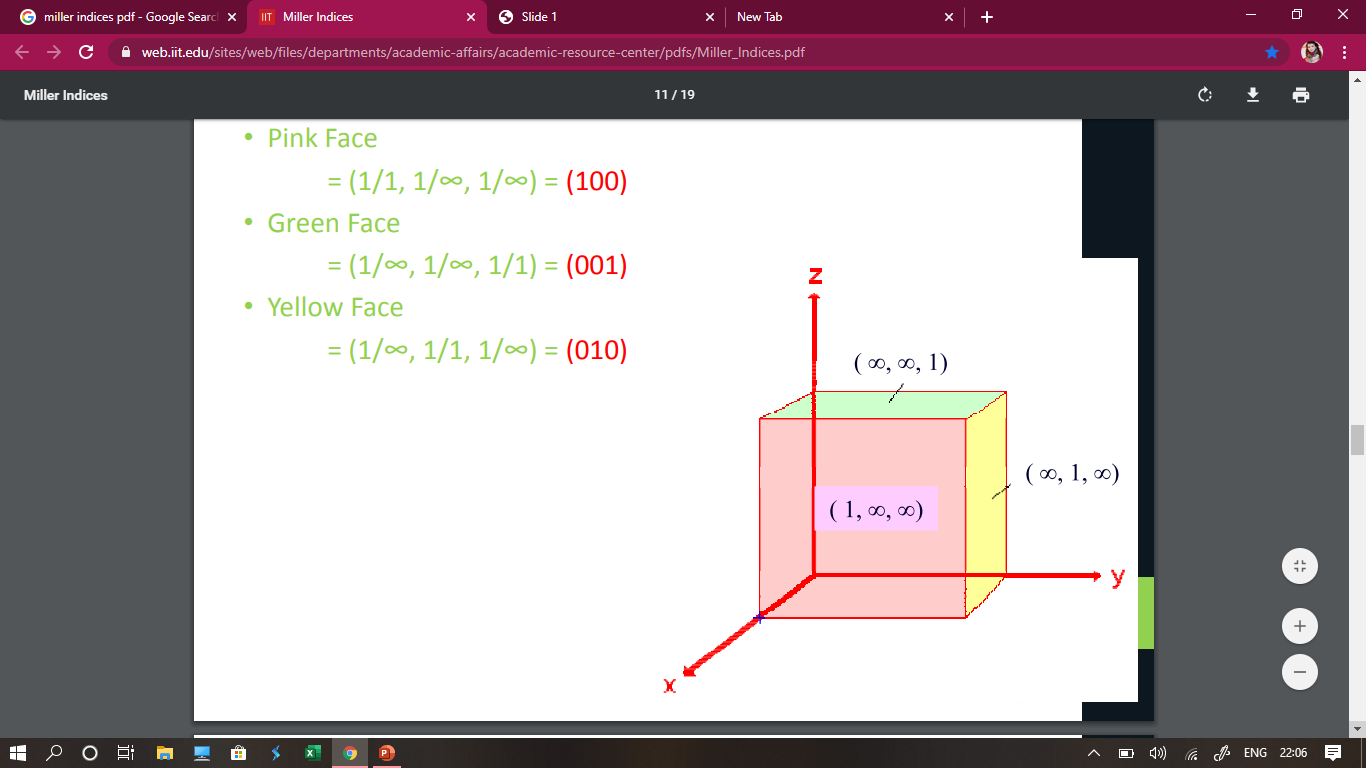 miller indices pdf - Google Searc
Miller Indices
Slide 1
New Tab
web.iit.edu/sites/web/files/departments/academic-affairs/academic-resource-center/pdfs/Miller_Indices.pdf
Miller Indices
11 / 19
• Pink Face
= (1/1, 1/∞, 1/∞) = (100)
• Green Face
= (1/∞, 1/∞, 1/1) = (001)
• Yellow Face
= (1/∞, 1/1, 1/∞) = (010)
z
( ∞, ∞, 1)
( ∞, 1, ∞)
( 1, ∞, ∞)
y
x
ENG
22:06